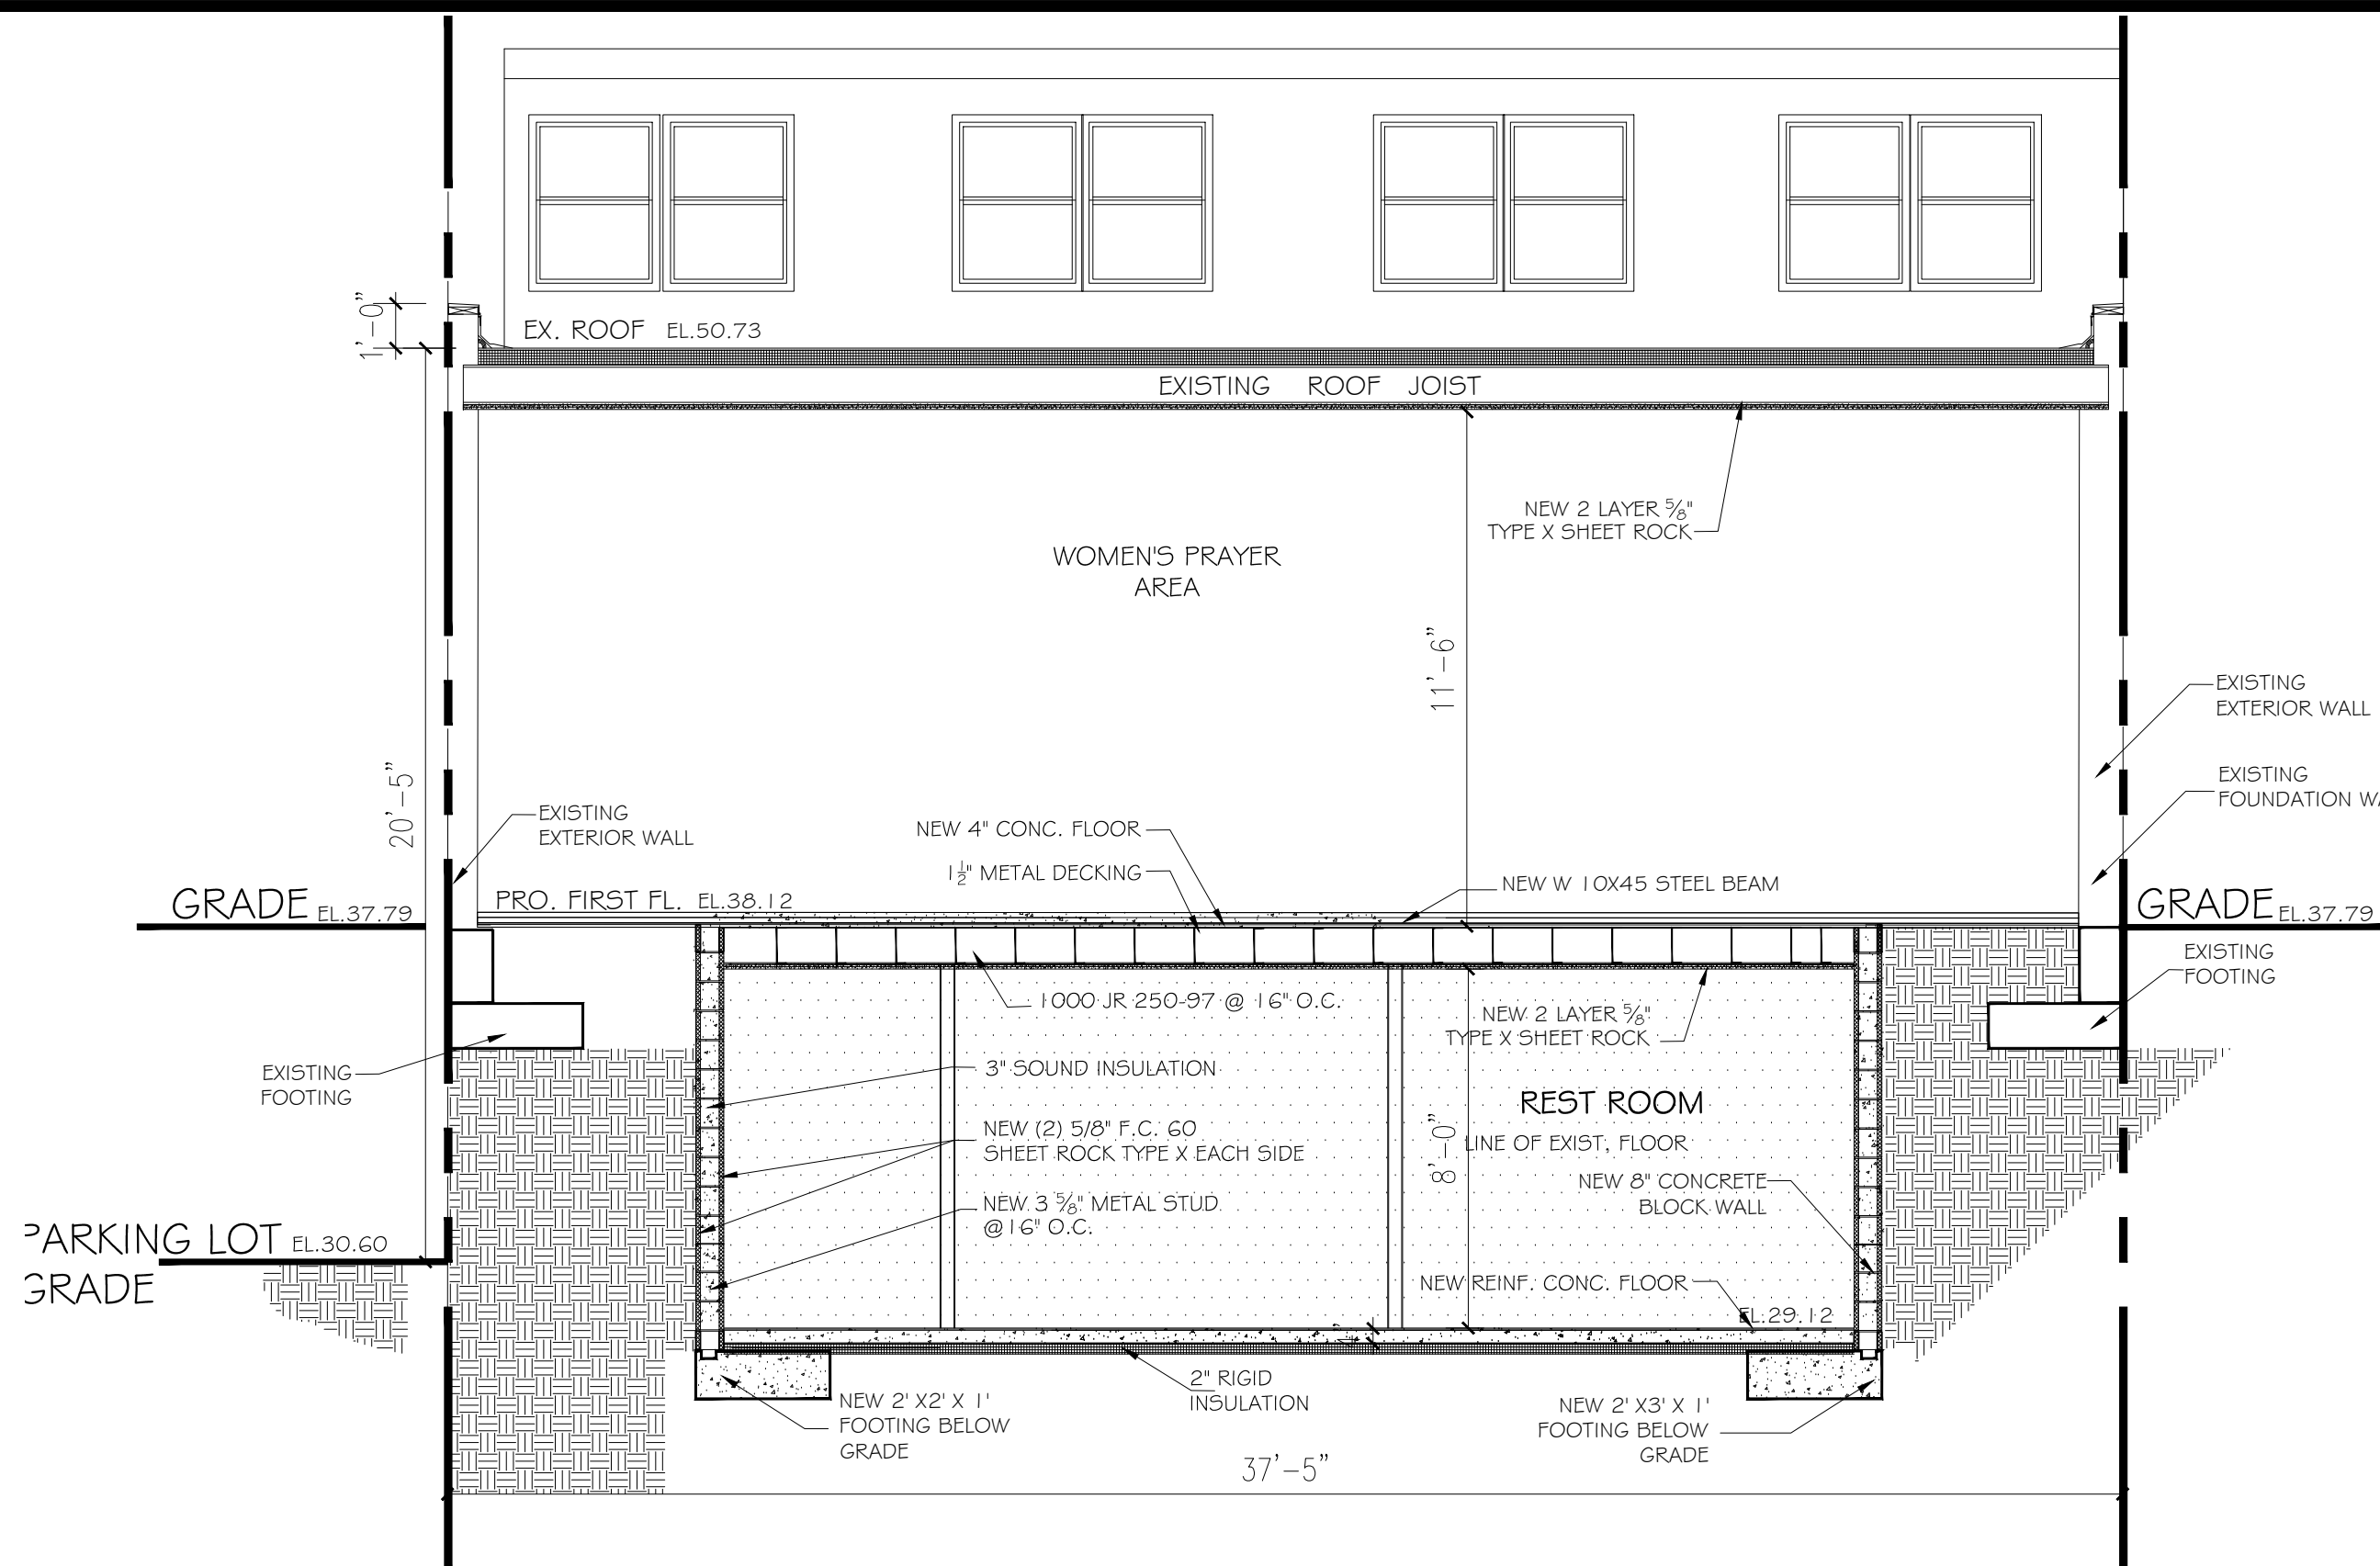 1'-0"
EX. ROOF EL.50.73
EXISTING ROOF JOIST
NEW 2 LAYER ⅝"
TYPE X SHEET ROCK
WOMEN'S PRAYER
AREA
11'-6"
EXISTING
EXTERIOR WALL
20'-5"
EXISTING
FOUNDATION
EXISTING
EXTERIOR WALL
NEW 4" CONC. FLOOR
1½" METAL DECKING
NEW W 10X45 STEEL BEAM
GRADE EL.37.79
PRO. FIRST FL. EL.38.12
GRADE EL.37.79
EXISTING
FOOTING
1000 JR 250-97 @ 16" O.C.
NEW 2 LAYER ⅝"
TYPE X SHEET ROCK
EXISTING
FOOTING
3" SOUND INSULATION
REST ROOM
8'-0"
LINE OF EXIST, FLOOR
NEW (2) 5/8" F.C. 60
SHEET ROCK TYPE X EACH SIDE
NEW 8" CONCRETE
BLOCK WALL
NEW 3 ⅝" METAL STUD
@16" O.C.
PARKING LOT EL.30.60
GRADE
NEW REINF. CONC. FLOOR
EL.29.12
4"
2" RIGID
INSULATION
NEW 2' X2' X 1'
FOOTING BELOW
GRADE
NEW 2' X3' X 1'
FOOTING BELOW
GRADE
37'-5"